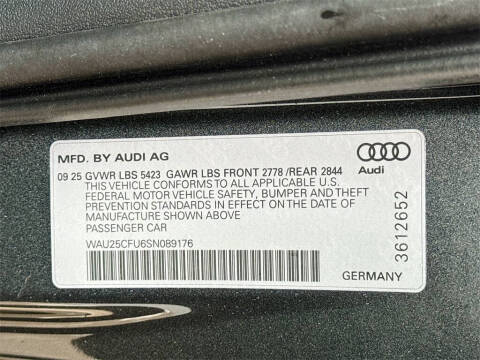 MFD. BY AUDI AG
Audi
09 25 GVWR LBS 5423 GAWR LBS FRONT 2778 /REAR 2844
THIS VEHICLE CONFORMS TO ALL APPLICABLE U.S.
FEDERAL MOTOR VEHICLE SAFETY, BUMPER AND THEFT
PREVENTION STANDARDS IN EFFECT ON THE DATE OF
MANUFACTURE SHOWN ABOVE
PASSENGER CAR
WAU25CFU6SN089176
3612652
GERMANY